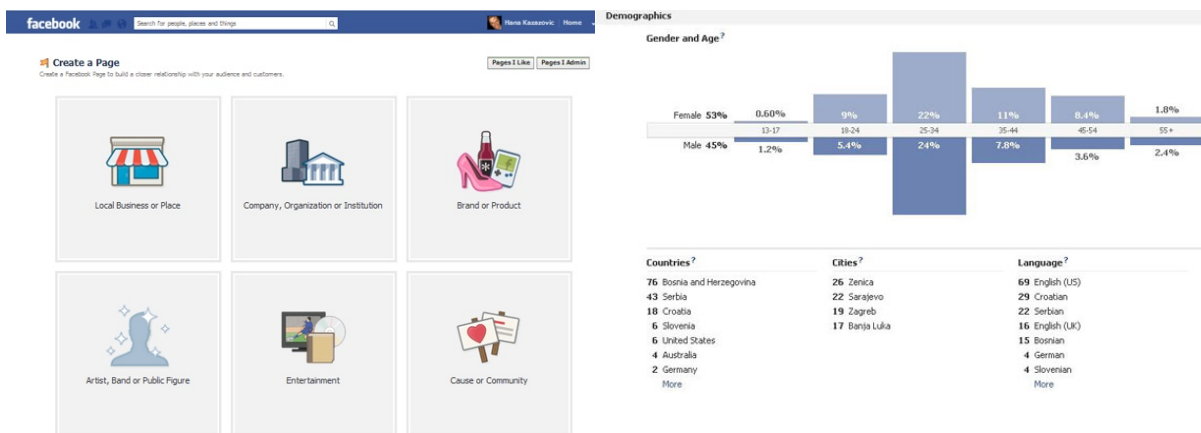 facebook
Search for people, places and things
Hana Kazazovic Home
Create a Page
Create a Facebook Page to build a closer relationship with your audience and customers.
Pages I Like Pages I Admin
Local Business or Place
Company, Organization or Institution
Brand or Product
Artist, Band or Public Figure
Entertainment
Cause or Community
Demographics
Gender and Age?
Female 53% 0.60% 9% 22% 11% 8.4% 1.8%
13-17 18-24 25-34 35-44 45-54 55+
Male 45% 1.2% 5.4% 24% 7.8% 3.6% 2.4%
Countries?
76 Bosnia and Herzegovina
43 Serbia
18 Croatia
6 Slovenia
6 United States
4 Australia
2 Germany
More
Cities?
26 Zenica
22 Sarajevo
19 Zagreb
17 Banja Luka
Language?
69 English (US)
29 Croatian
22 Serbian
16 English (UK)
15 Bosnian
4 German
4 Slovenian
More